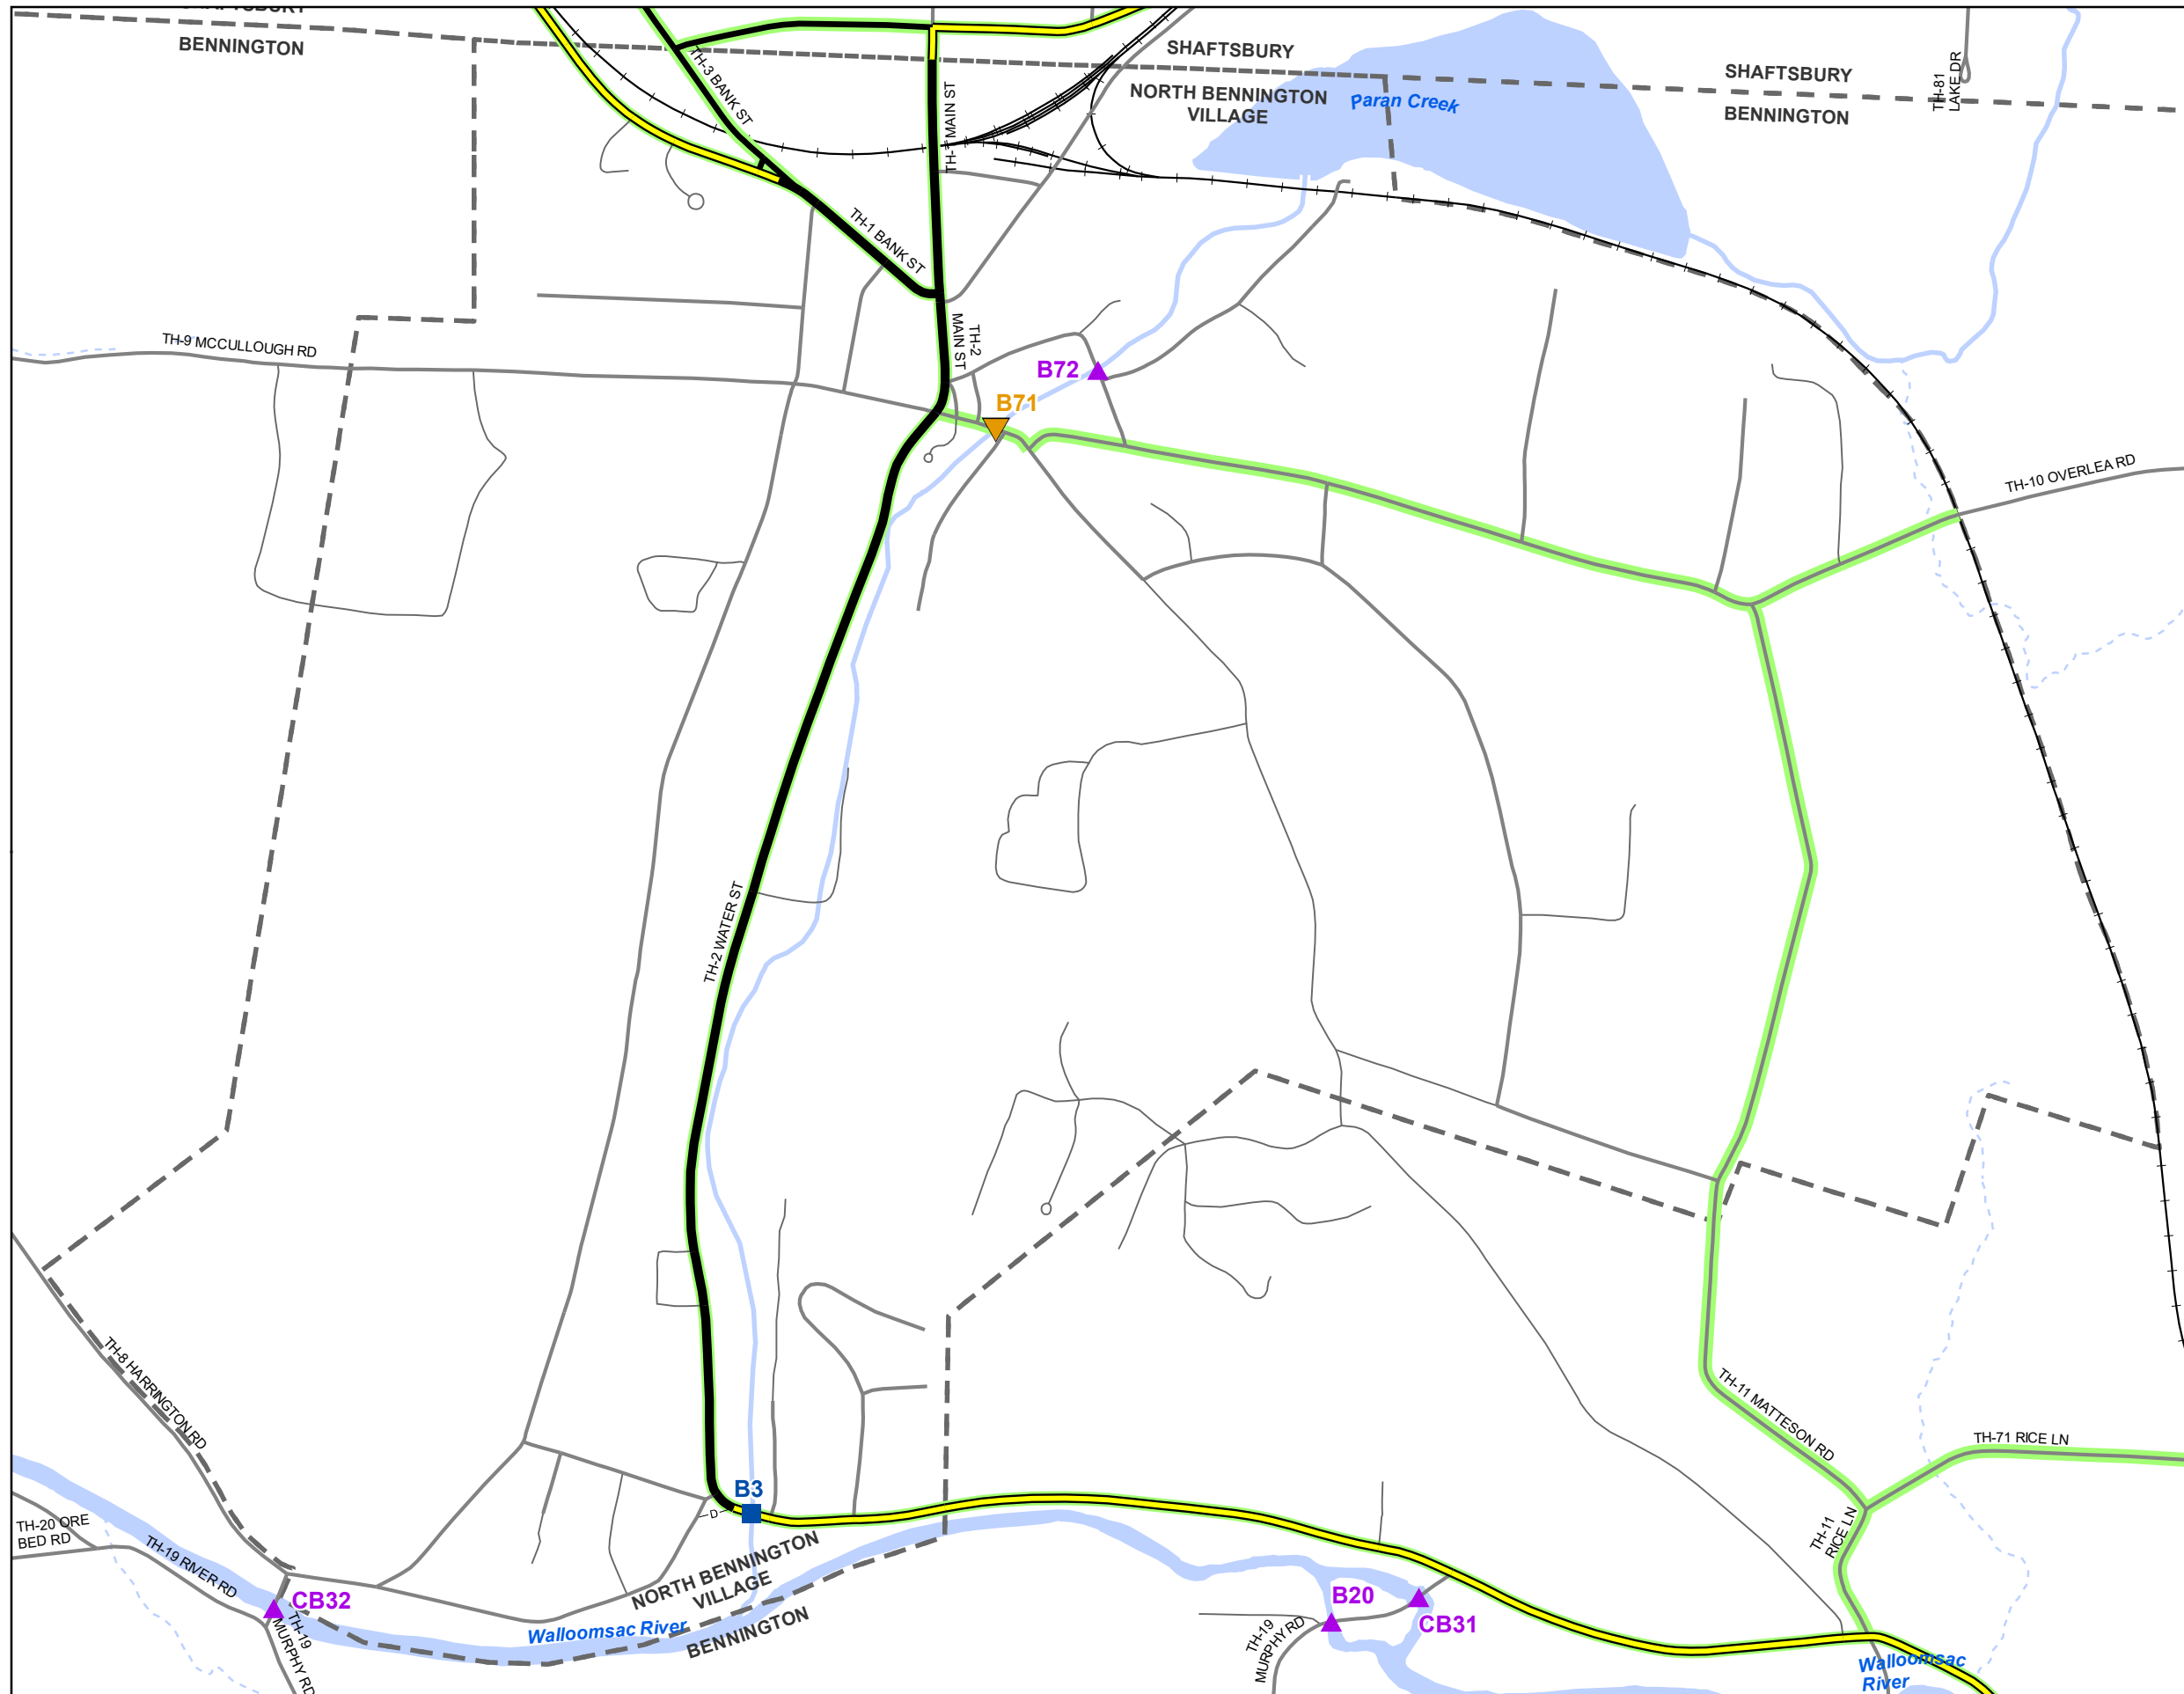 SHAFTSBURY
BENNINGTON
SHAFTSBURY
NORTH BENNINGTON
VILLAGE
Paran Creek
SHAFTSBURY
BENNINGTON
TH-81
LAKE DR
TH-3 BANK ST
TH-1 MAIN ST
TH-1 BANK ST
TH-2
MAIN ST
TH-9 MCCULLOUGH RD
B72
B71
TH-10 OVERLEA RD
TH-2 WATER ST
TH-8 HARRINGTON RD
TH-11 MATTESON RD
TH-71 RICE LN
TH-11
RICE LN
B3
D
TH-20 ORE
BED RD
TH-19 RIVER RD
NORTH BENNINGTON
VILLAGE
CB32
TH-19
MURPHY RD
Walloomsac River
BENNINGTON
B20
CB31
TH-19
MURPHY RD
Walloomsac
River